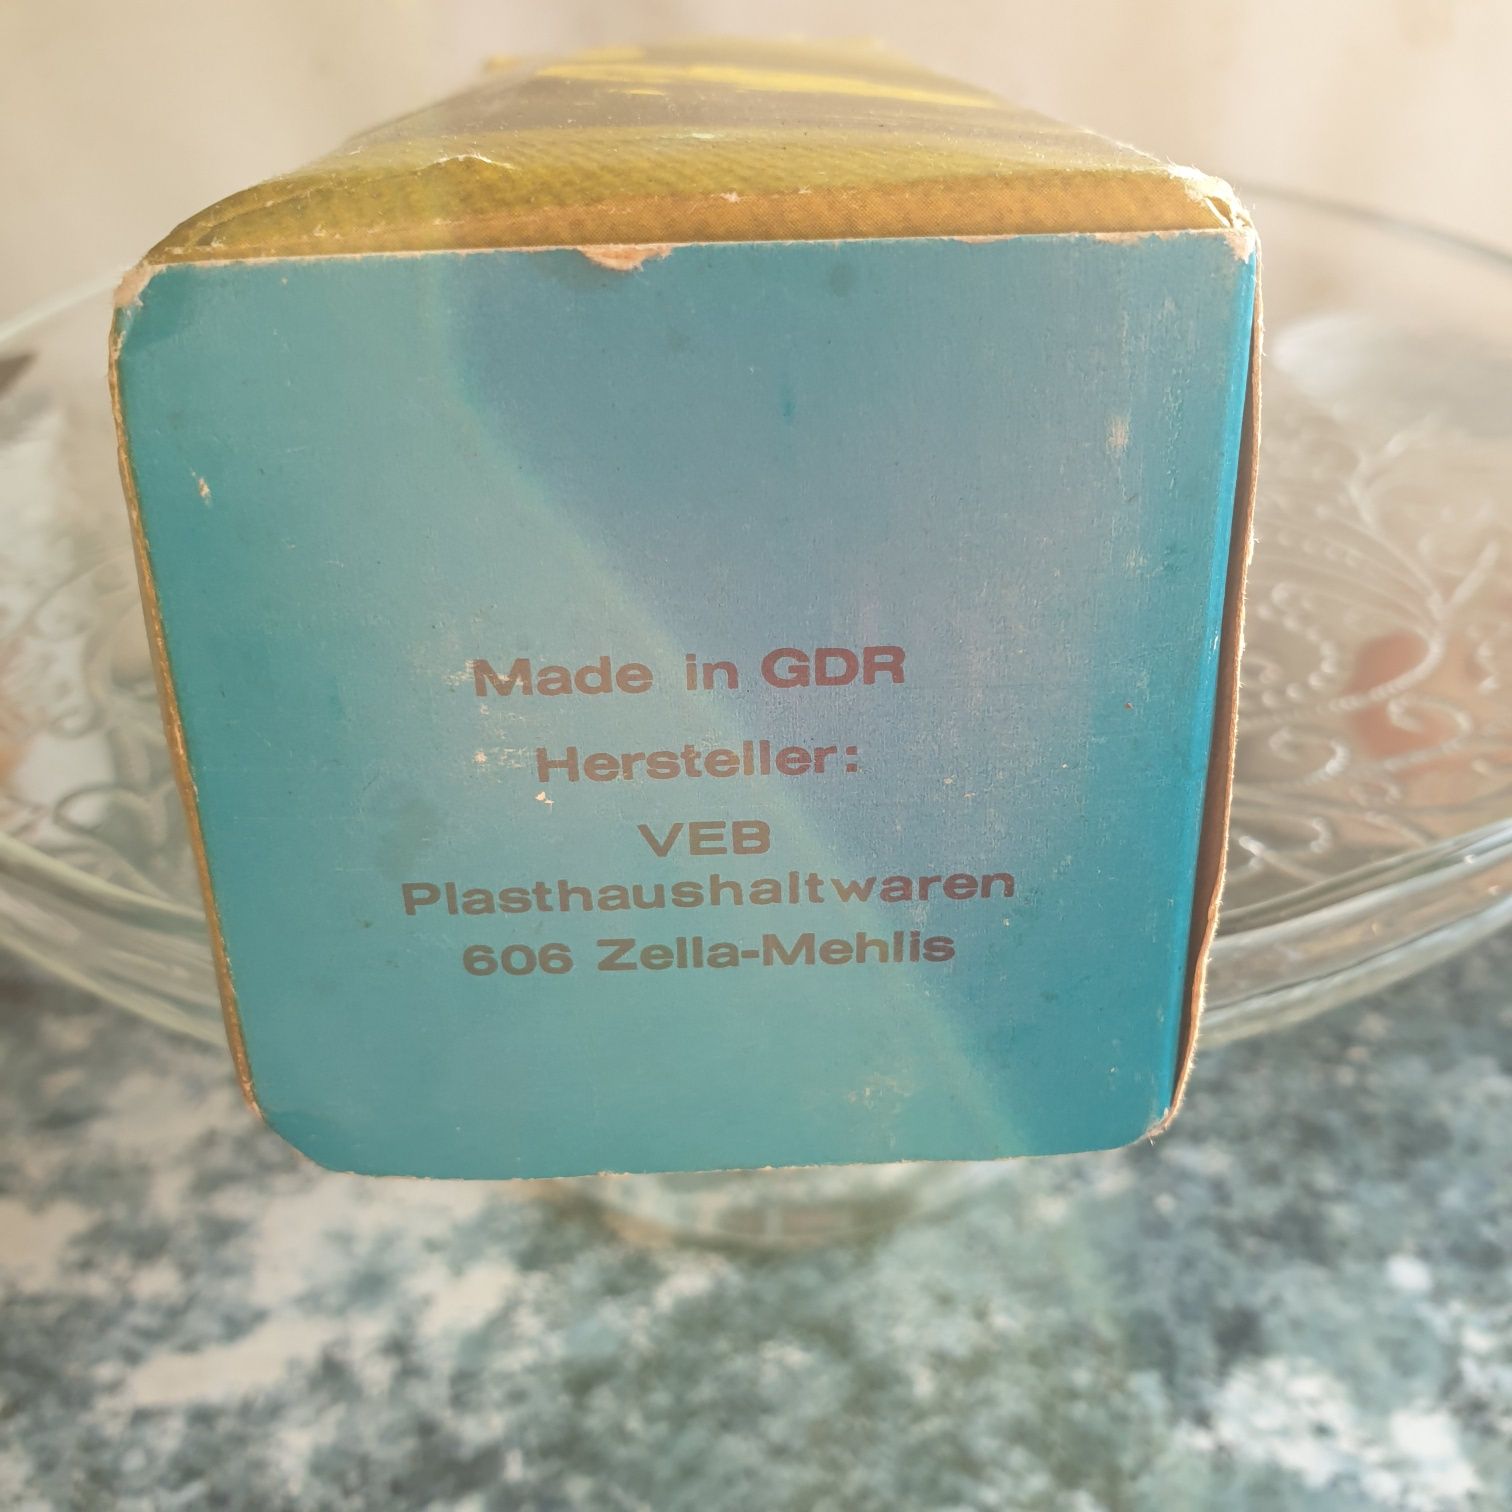 Made in GDR
Hersteller:
VEB
Plasthaushaltwaren
606 Zella-Mehlis